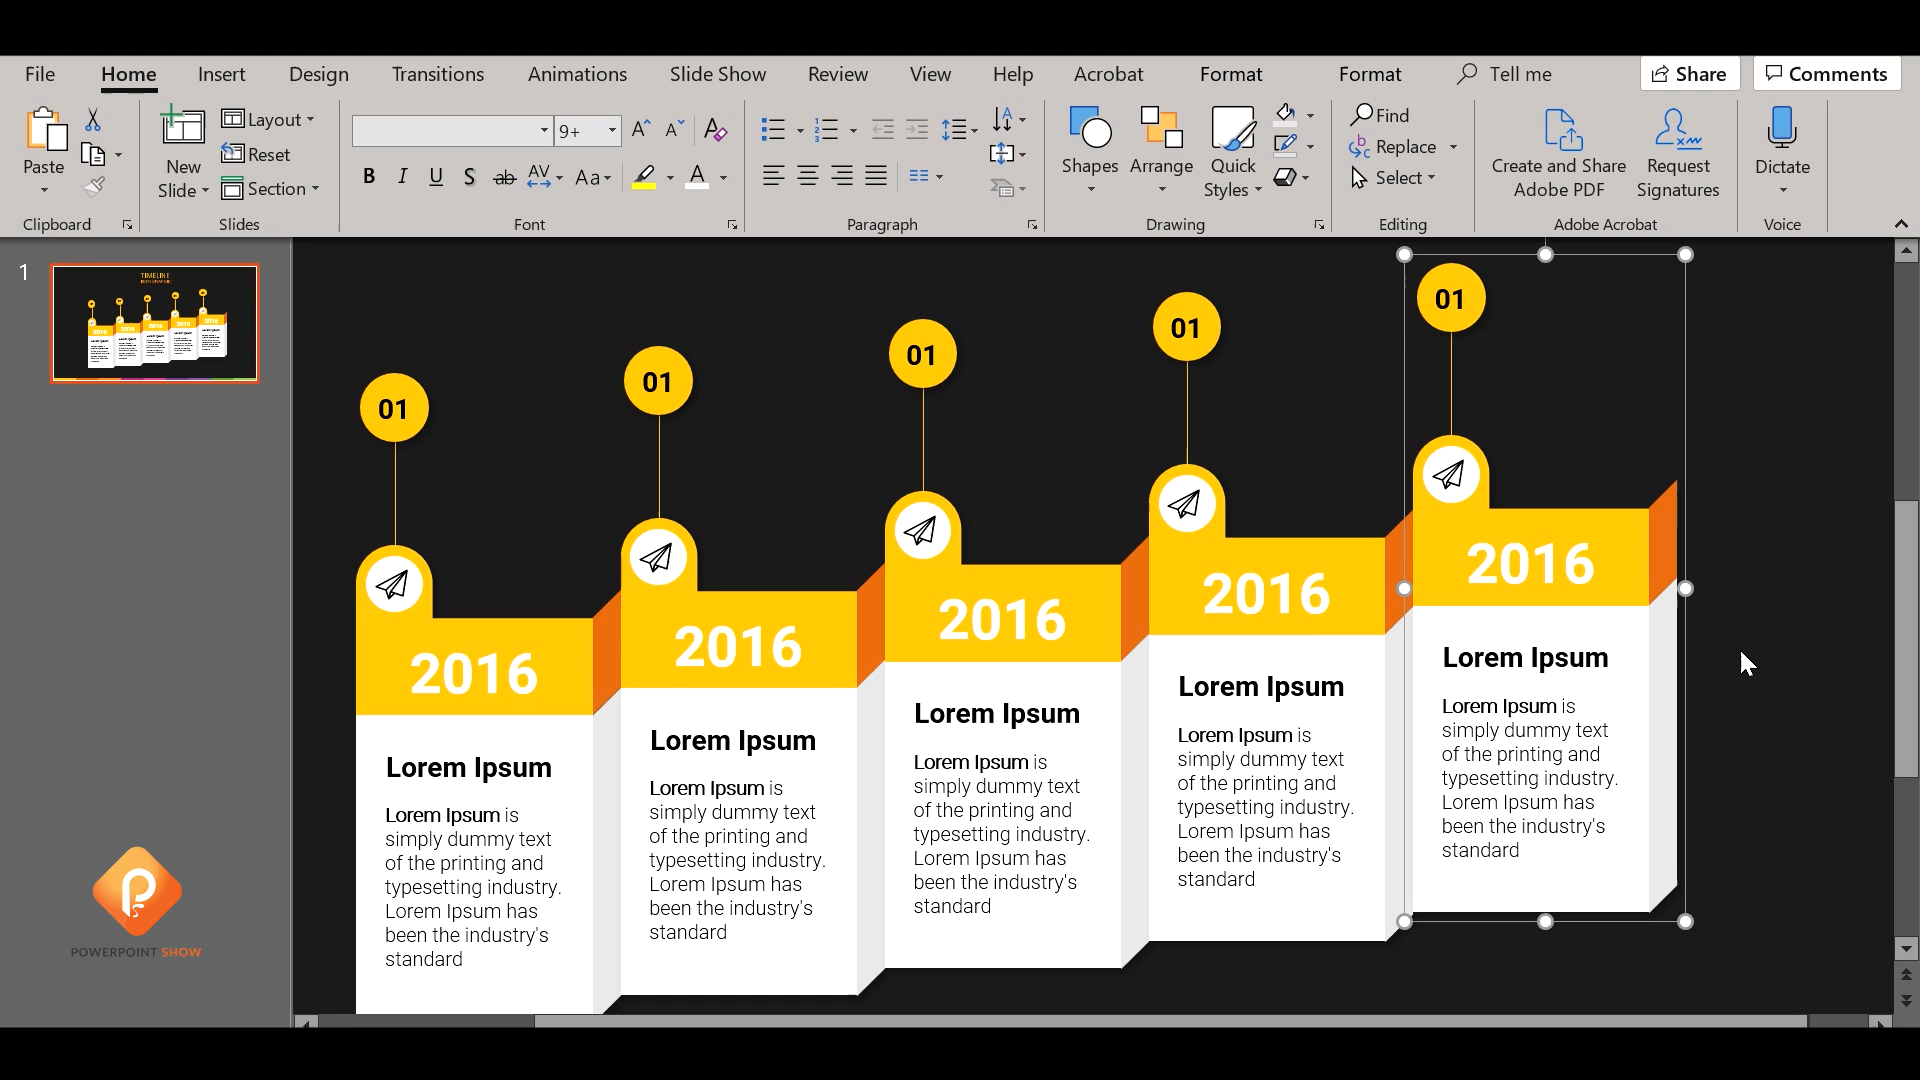 File Home Insert Design Transitions Animations Slide Show Review View Help Acrobat Format Format Tell me Share Comments
Paste
Clipboard
New
Slide
Layout
Reset
Section
Slides
9+
B I U S ab AV Aa A
Font
Paragraph
Shapes
Arrange
Quick
Styles
Drawing
Find
Replace
Select
Editing
Create and Share
Adobe PDF
Request
Signatures
Adobe Acrobat
Dictate
Voice
1
TIMELINE
INFOGRAPHIC
POWERPOINT SHOW
01
2016
Lorem Ipsum
Lorem Ipsum is
simply dummy text
of the printing and
typesetting industry.
Lorem Ipsum has
been the industry's
standard
01
2016
Lorem Ipsum
Lorem Ipsum is
simply dummy text
of the printing and
typesetting industry.
Lorem Ipsum has
been the industry's
standard
01
2016
Lorem Ipsum
Lorem Ipsum is
simply dummy text
of the printing and
typesetting industry.
Lorem Ipsum has
been the industry's
standard
01
2016
Lorem Ipsum
Lorem Ipsum is
simply dummy text
of the printing and
typesetting industry.
Lorem Ipsum has
been the industry's
standard
01
2016
Lorem Ipsum
Lorem Ipsum is
simply dummy text
of the printing and
typesetting industry.
Lorem Ipsum has
been the industry's
standard